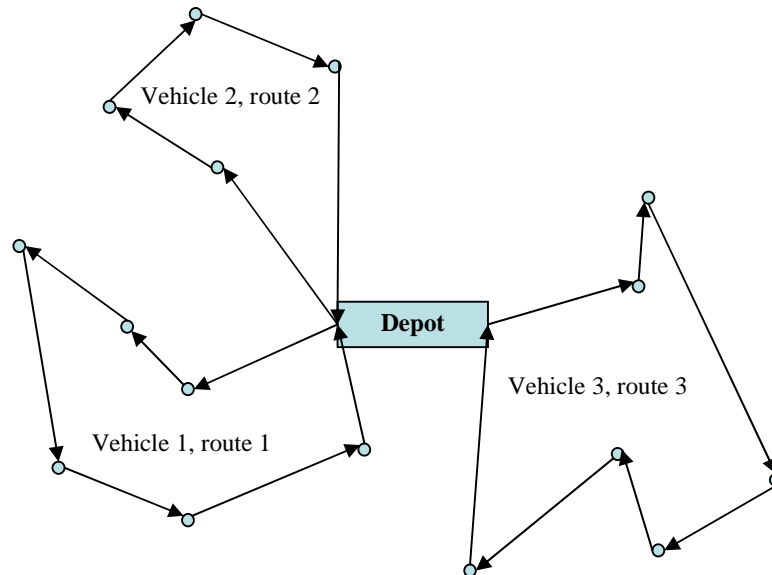 Vehicle 2, route 2
Depot
Vehicle 3, route 3
Vehicle 1, route 1